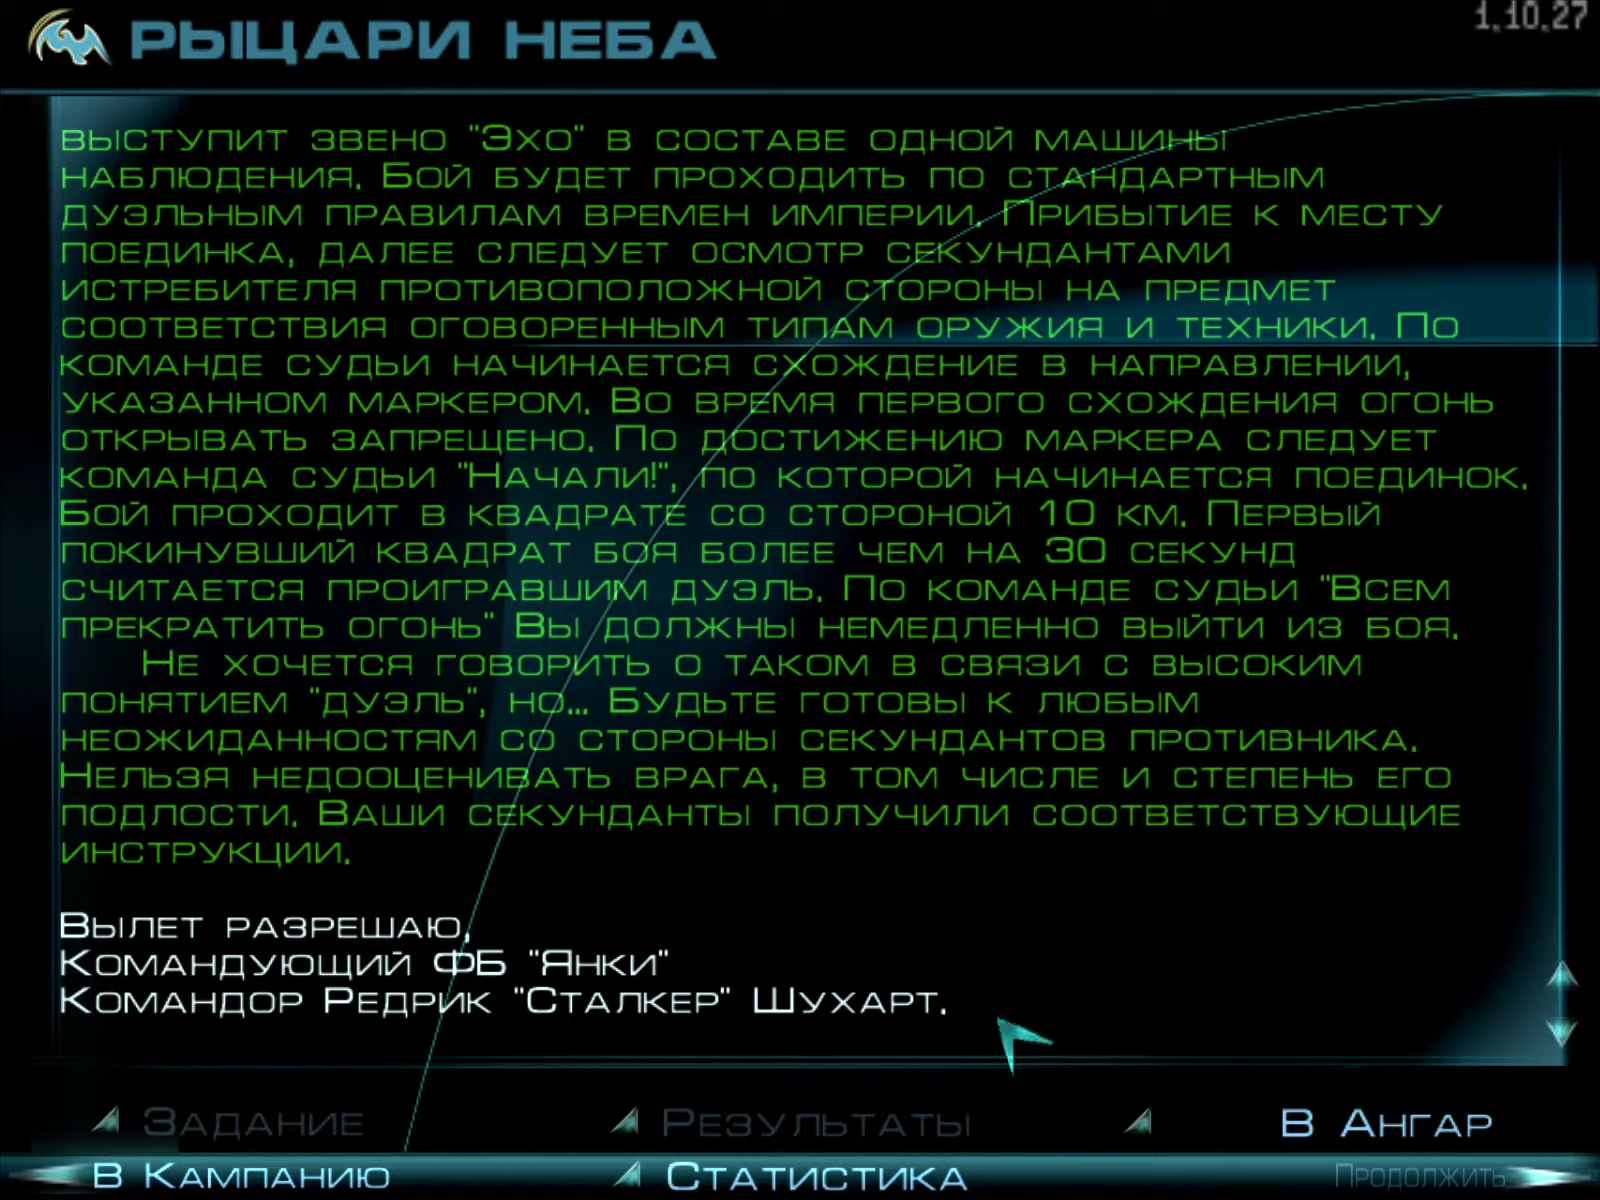 РЫЦАРИ НЕБА
1.10.27
выступит звено "Эхо" в составе одной машины
наблюдения. Бой будет проходить по стандартным
дуэльным правилам времен империи. Прибытие к месту
поединка, далее следует осмотр секундантами
истребителя противоположной стороны на предмет
соответствия оговоренным типам оружия и техники. По
команде судьи начинается схождение в направлении,
указанном маркером. Во время первого схождения огонь
открывать запрещено. По достижению маркера следует
команда судьи "Начали!", по которой начинается поединок.
Бой проходит в квадрате со стороной 10 км. Первый
покинувший квадрат боя более чем на 30 секунд
считается проигравшим дуэль. По команде судьи "Всем
прекратить огонь" Вы должны немедленно выйти из боя.
Не хочется говорить о таком в связи с высоким
понятием "дуэль", но... Будьте готовы к любым
неожиданностям со стороны секундантов противника.
Нельзя недооценивать врага, в том числе и степень его
подлости. Ваши секунданты получили соответствующие
инструкции.
Вылет разрешаю,
Командующий ФБ "Янки"
Командор Редрик "Сталкер" Шухарт.
Задание
Результаты
В Ангар
В Кампанию
Статистика
Продолжить